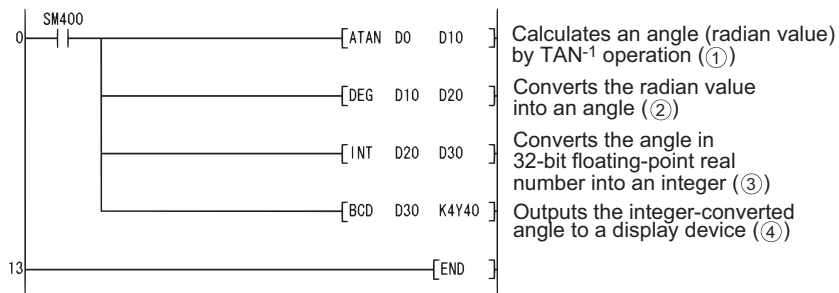 SM400
0 [ATAN D0 D10 ] Calculates an angle (radian value)
by TAN-1 operation (①)
[DEG D10 D20 ] Converts the radian value
into an angle (②)
[INT D20 D30 ] Converts the angle in
32-bit floating-point real
number into an integer (③)
[BCD D30 K4Y40 ] Outputs the integer-converted
angle to a display device (④)
13 [END ]